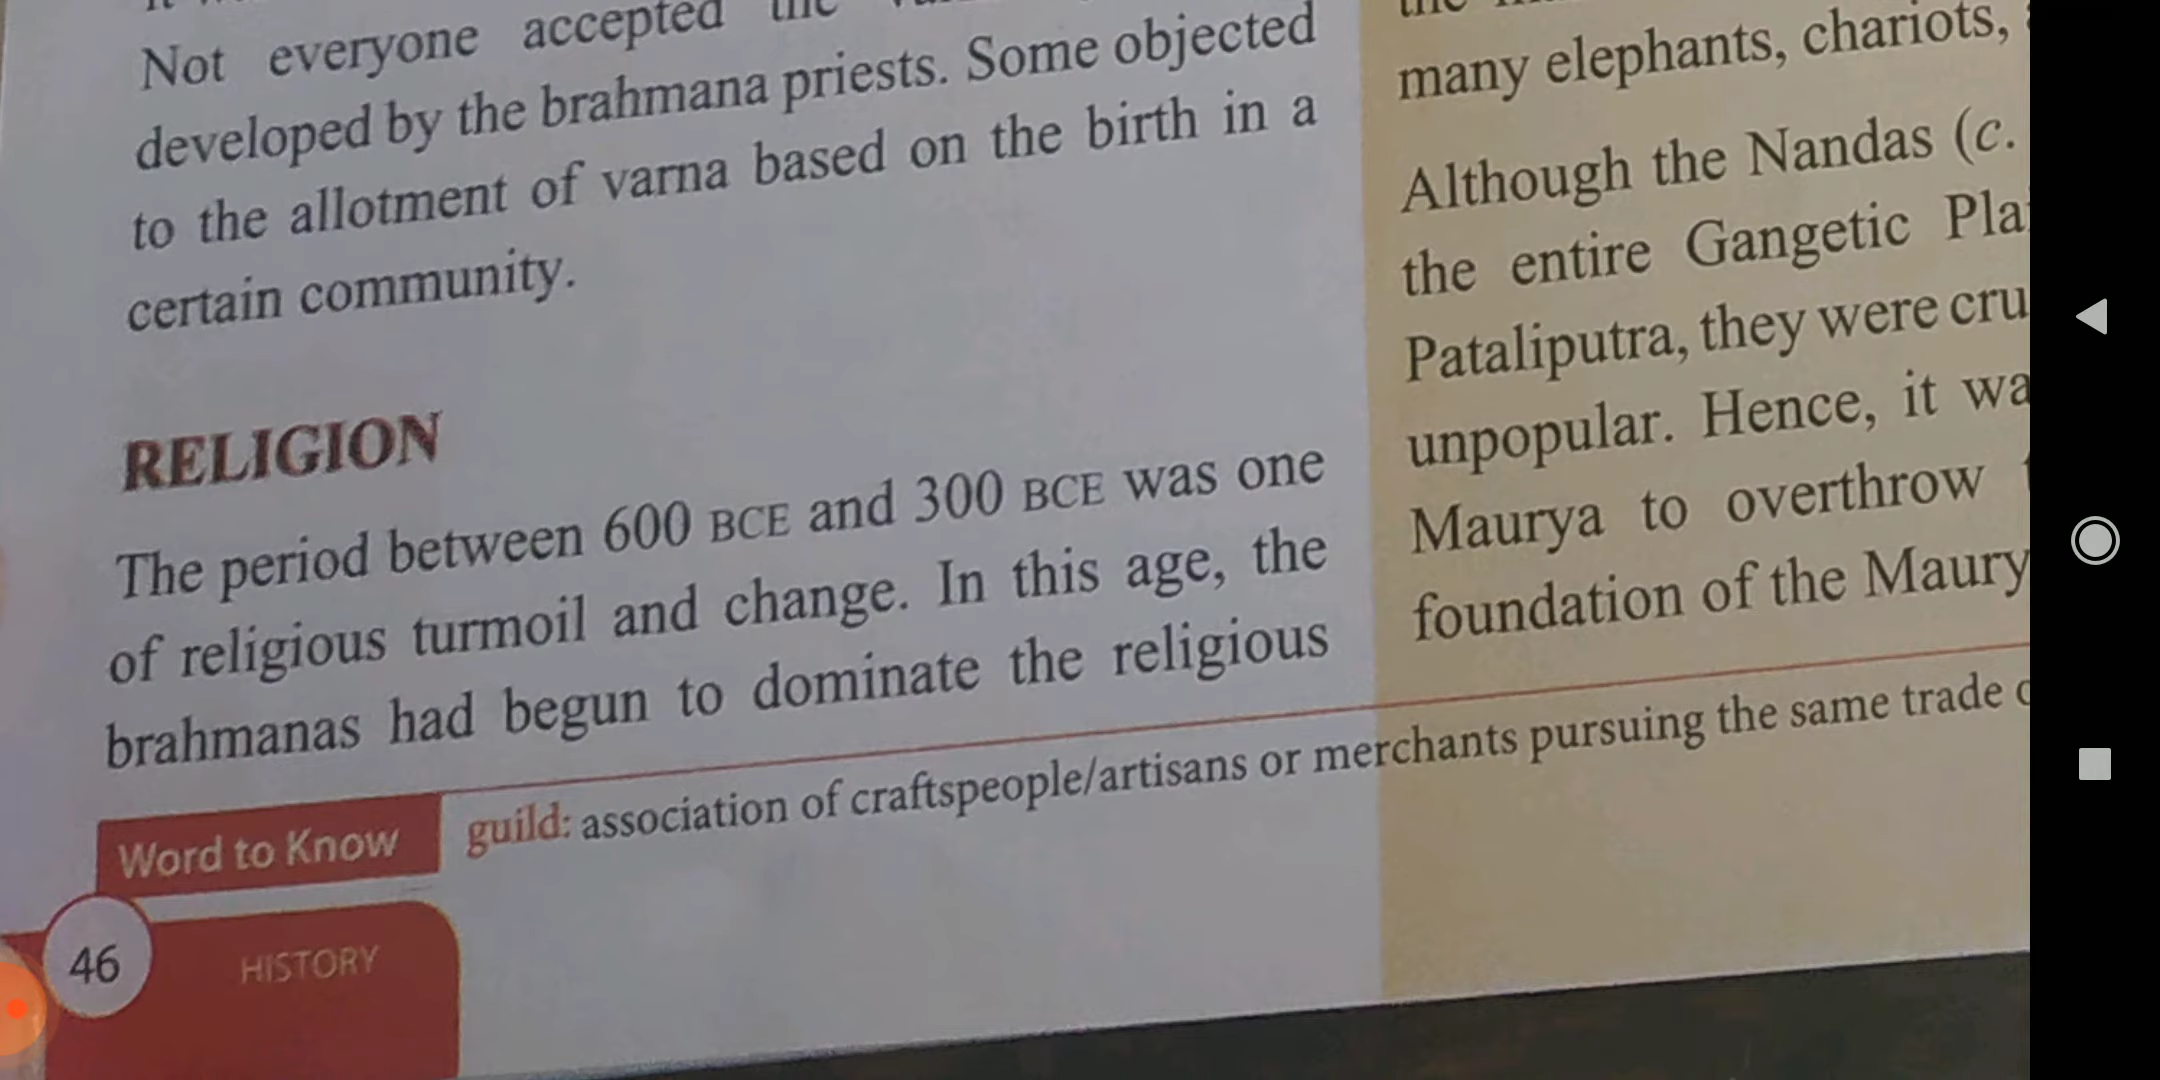 Not everyone accepted the
developed by the brahmana priests. Some objected
to the allotment of varna based on the birth in a
certain community.
RELIGION
The period between 600 BCE and 300 BCE was one
of religious turmoil and change. In this age, the
brahmanas had begun to dominate the religious
many elephants, chariots,
Although the Nandas (c.
the entire Gangetic
Pataliputra, they were
unpopular. Hence, it
Maurya to overthrow
foundation of the
Word to Know
guild: association of craftspeople/artisans or merchants pursuing the same trade
46
HISTORY